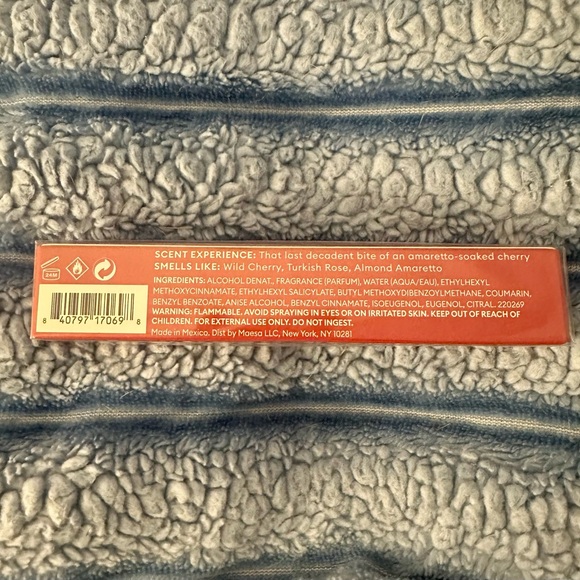 SCENT EXPERIENCE: That last decadent bite of an amaretto-soaked cherry
SMELLS LIKE: Wild Cherry, Turkish Rose, Almond Amaretto
INGREDIENTS: ALCOHOL DENAT, FRAGRANCE (PARFUM), WATER (AQUA/EAU), ETHYLHEXYL
METHOXYCINNAMATE, ETHYLHEXYL SALICYLATE, BUTYL METHOXYDIBENZOYLMETHANE, COUMARIN,
BENZYL BENZOATE, ANISE ALCOHOL, BENZYL CINNAMATE, ISOEUGENOL, EUGENOL, CITRAL 220269
WARNING: FLAMMABLE. AVOID SPRAYING IN EYES OR ON IRRITATED SKIN. KEEP OUT OF REACH OF
CHILDREN. FOR EXTERNAL USE ONLY. DO NOT INGEST.
Made in Mexico. Dist by Maesa LLC, New York, NY 10281
24M
8 40797 17069 8